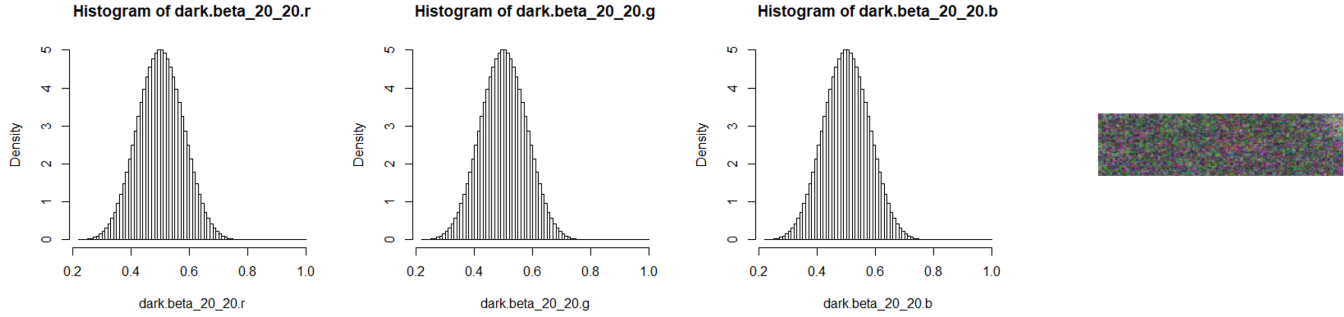 Histogram of dark.beta_20_20.r
Density
5
4
3
2
1
0
0.2 0.4 0.6 0.8 1.0
dark.beta_20_20.r
Histogram of dark.beta_20_20.g
Density
5
4
3
2
1
0
0.2 0.4 0.6 0.8 1.0
dark.beta_20_20.g
Histogram of dark.beta_20_20.b
Density
5
4
3
2
1
0
0.2 0.4 0.6 0.8 1.0
dark.beta_20_20.b